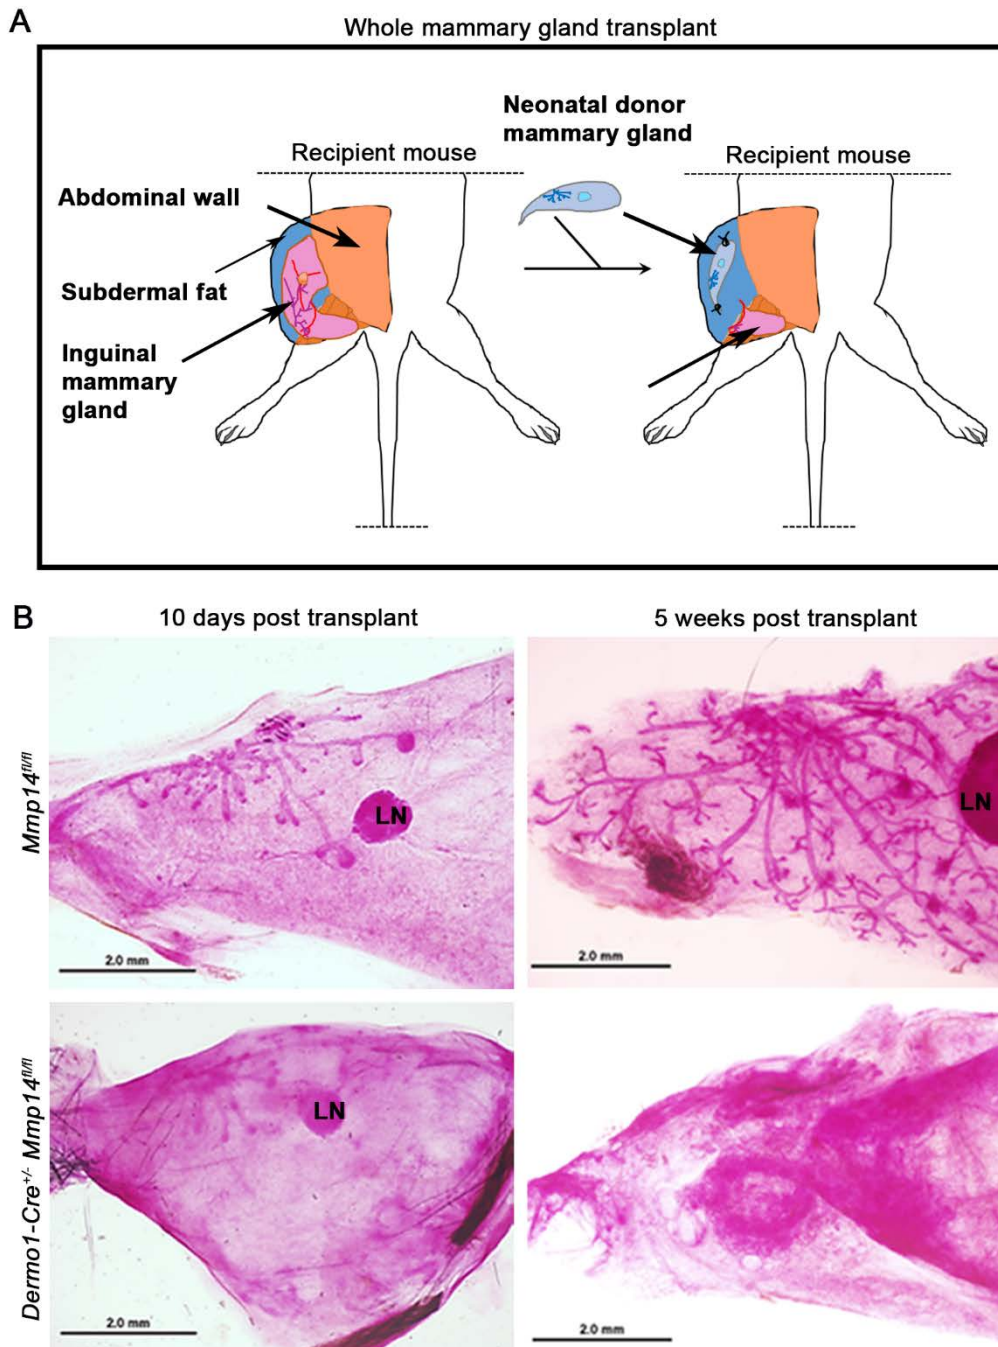 A
Whole mammary gland transplant
Neonatal donor
mammary gland
Recipient mouse
Recipient mouse
Abdominal wall
Subdermal fat
Inguinal
mammary
gland
B
10 days post transplant
5 weeks post transplant
Mmp14fl/fl
LN
2.0 mm
LN
2.0 mm
Dermo1-Cre+/- Mmp14fl/fl
LN
2.0 mm
2.0 mm